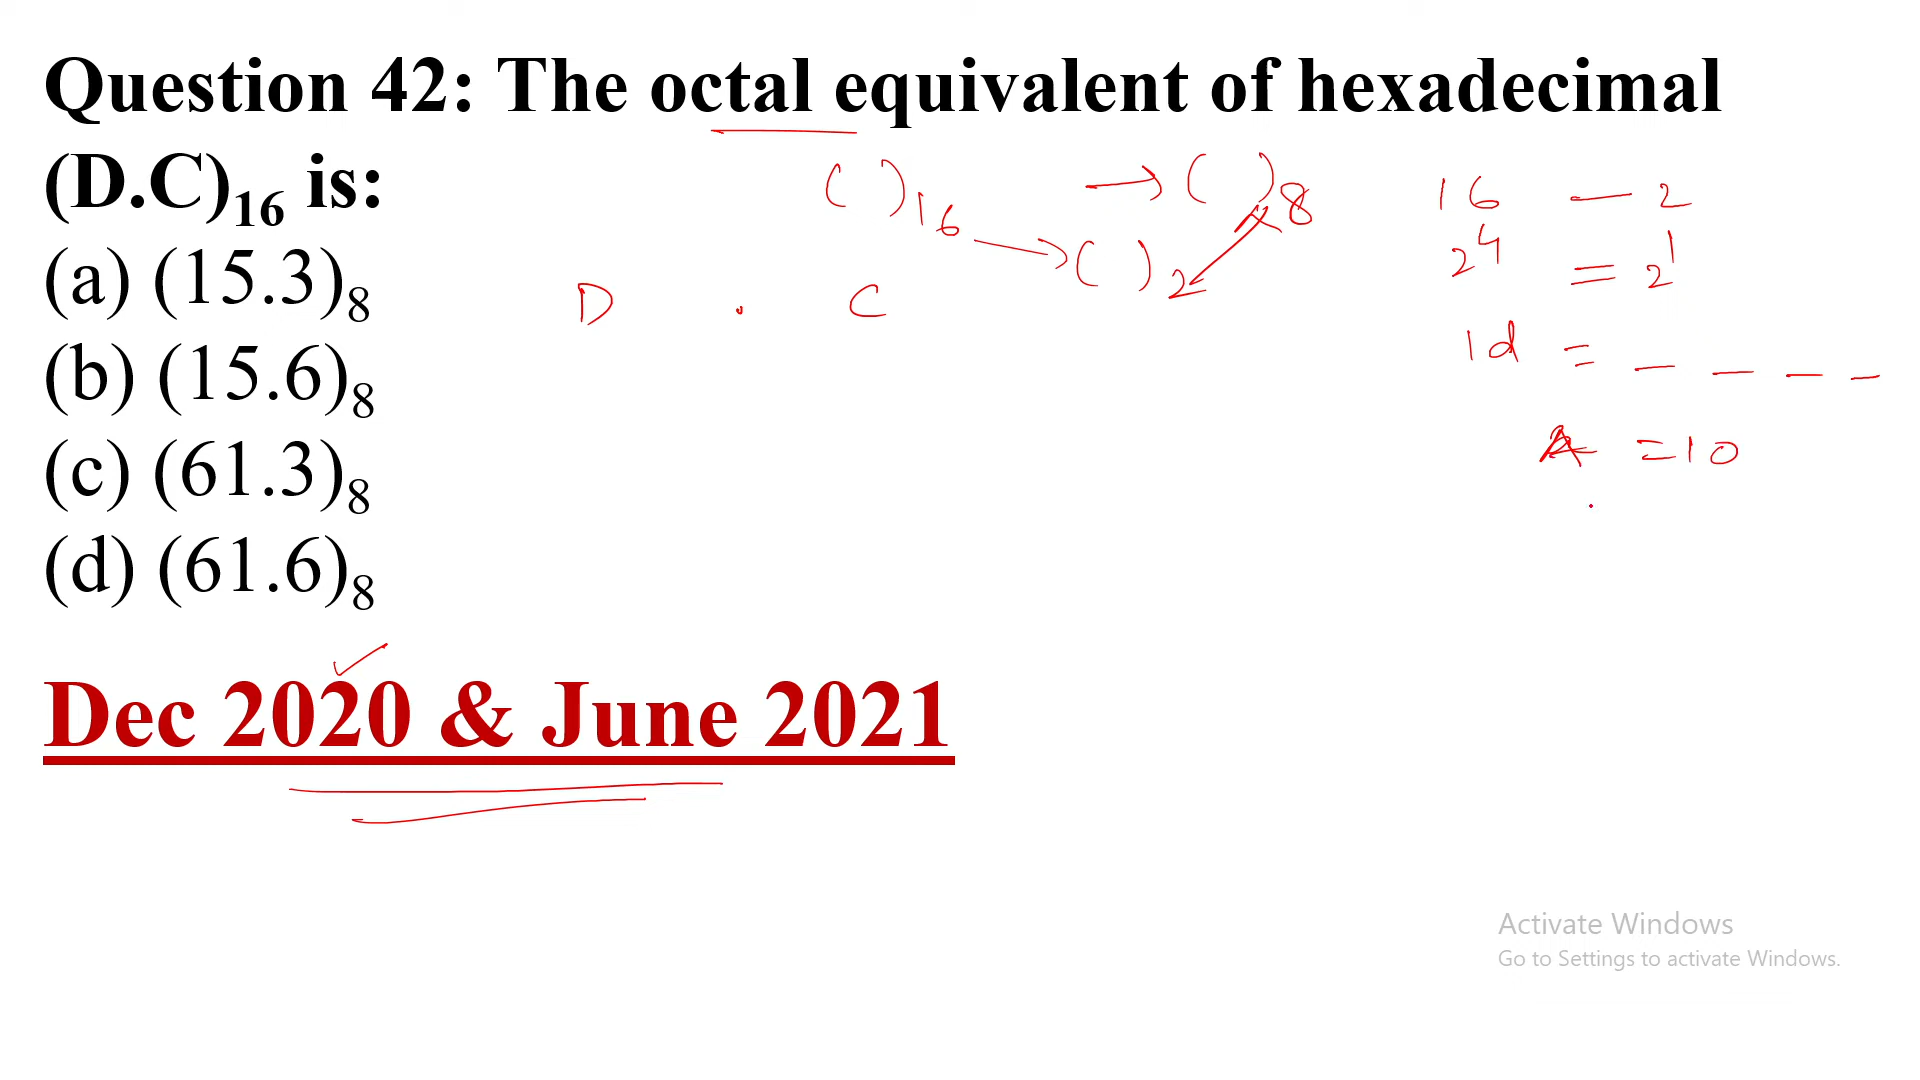 Question 42: The octal equivalent of hexadecimal
(D.C)₁₆ is:
( )₁₆ → ( )₈
→ ( )₂
16 — 2
2⁴ = 2¹
(a) (15.3)₈
D . C
1d = _ _ _ _
(b) (15.6)₈
A = 10
(c) (61.3)₈
(d) (61.6)₈
Dec 2020 & June 2021
Activate Windows
Go to Settings to activate Windows.